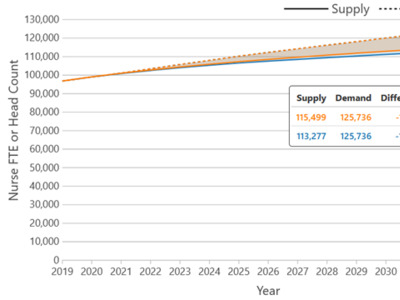 Supply
130,000
120,000
110,000
100,000
90,000
80,000
70,000
60,000
50,000
40,000
30,000
20,000
10,000
0
Nurse FTE or Head Count
Supply Demand Diffe
115,499 125,736 -
113,277 125,736 -
2019 2020 2021 2022 2023 2024 2025 2026 2027 2028 2029 2030
Year